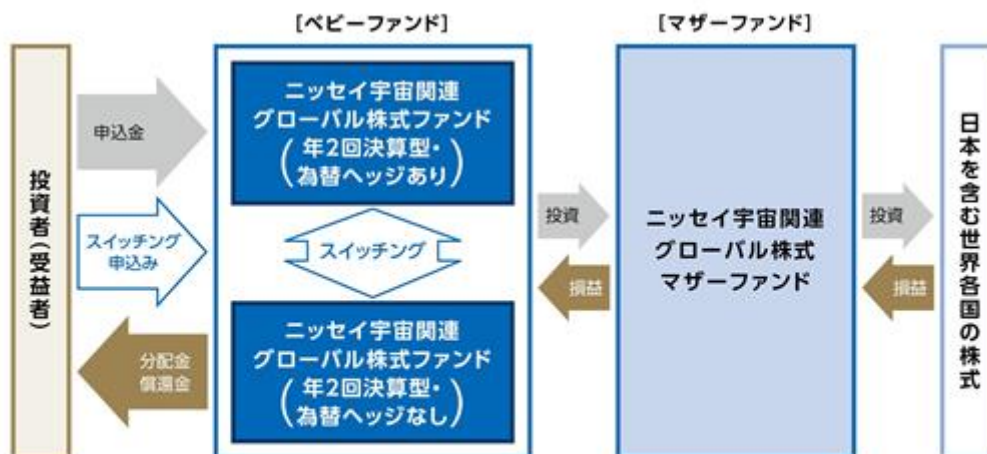 [ベビーファンド]
[マザーファンド]
投資者(受益者)
申込金
スイッチング
申込み
分配金
償還金
ニッセイ宇宙関連
グローバル株式ファンド
(年2回決算型・
為替ヘッジあり)
スイッチング
ニッセイ宇宙関連
グローバル株式ファンド
(年2回決算型・
為替ヘッジなし)
投資
損益
ニッセイ宇宙関連
グローバル株式
マザーファンド
投資
損益
日本を含む世界各国の株式